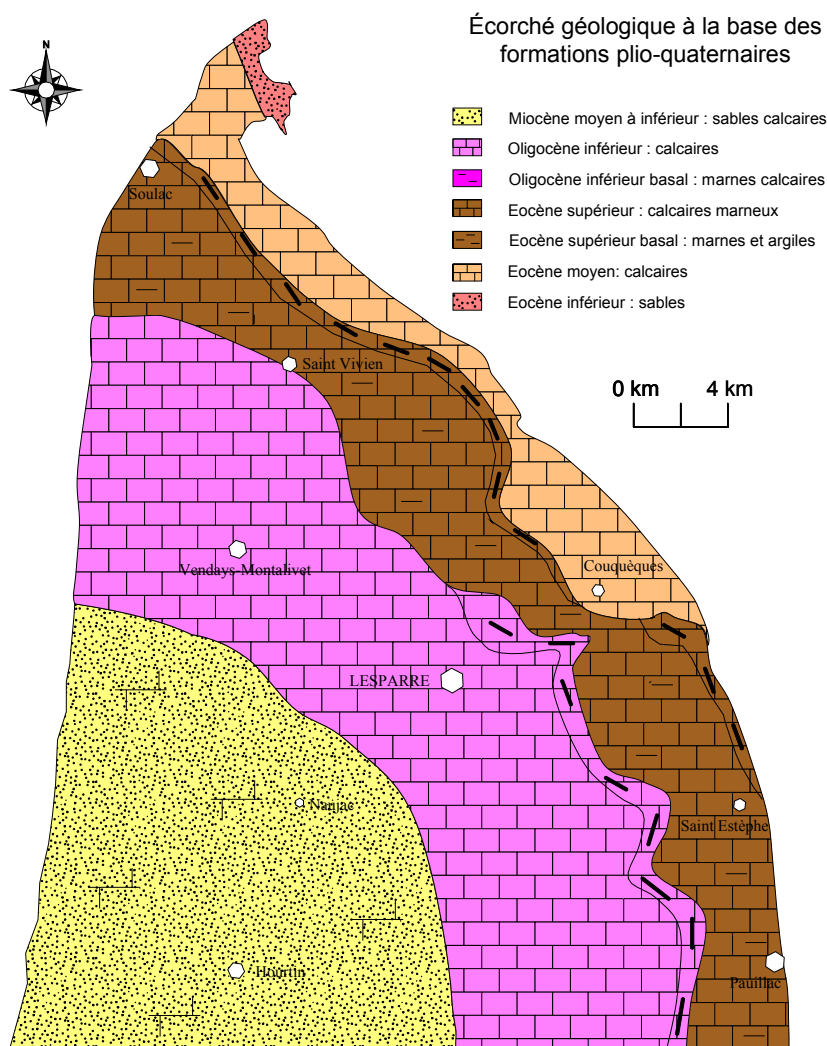 Écorché géologique à la base des
formations plio-quaternaires
N
Miocène moyen à inférieur : sables calcaires
Oligocène inférieur : calcaires
Oligocène inférieur basal : marnes calcaires
Eocène supérieur : calcaires marneux
Eocène supérieur basal : marnes et argiles
Eocène moyen: calcaires
Eocène inférieur : sables
Soulac
Saint Vivien
0 km 4 km
Vendays-Montalivet
Couquèques
LESPARRE
Naujac
Saint Estèphe
Hourtin
Pauillac